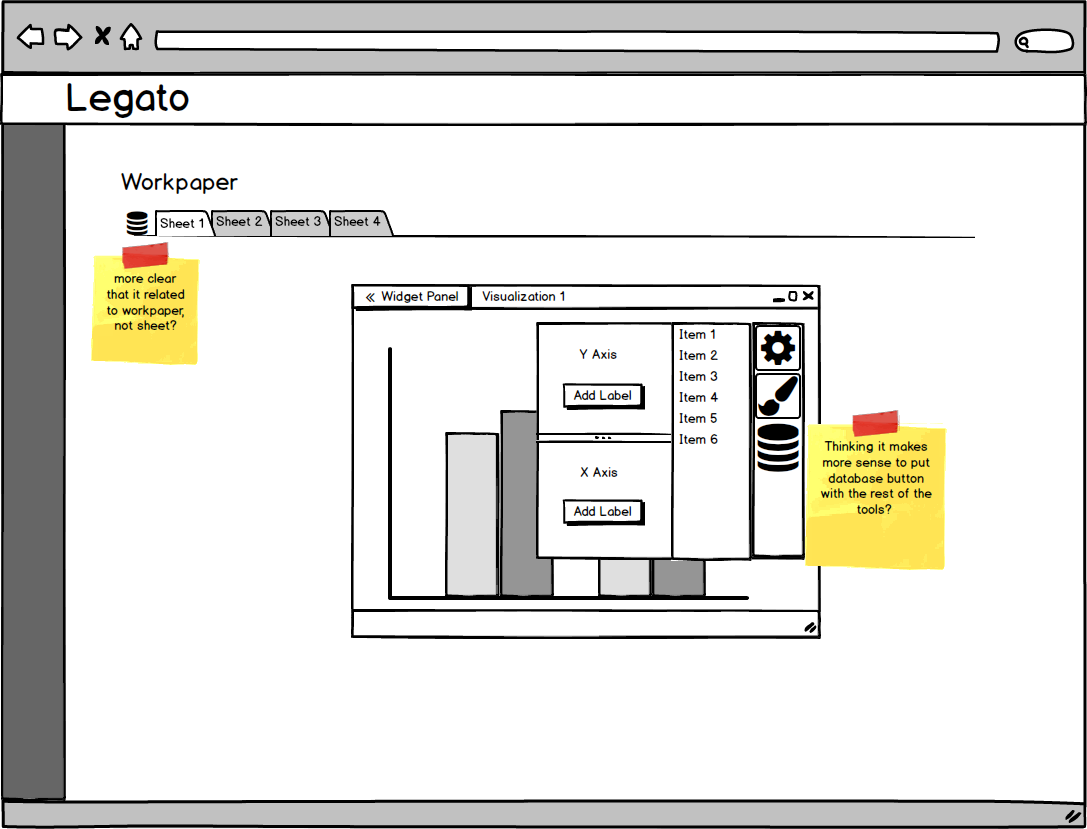 Legato
Workpaper
Sheet 1 Sheet 2 Sheet 3 Sheet 4
more clear
that it related
to workpaper,
not sheet?
« Widget Panel Visualization 1
Y Axis
Add Label
X Axis
Add Label
Item 1
Item 2
Item 3
Item 4
Item 5
Item 6
Thinking it makes
more sense to put
database button
with the rest of the
tools?